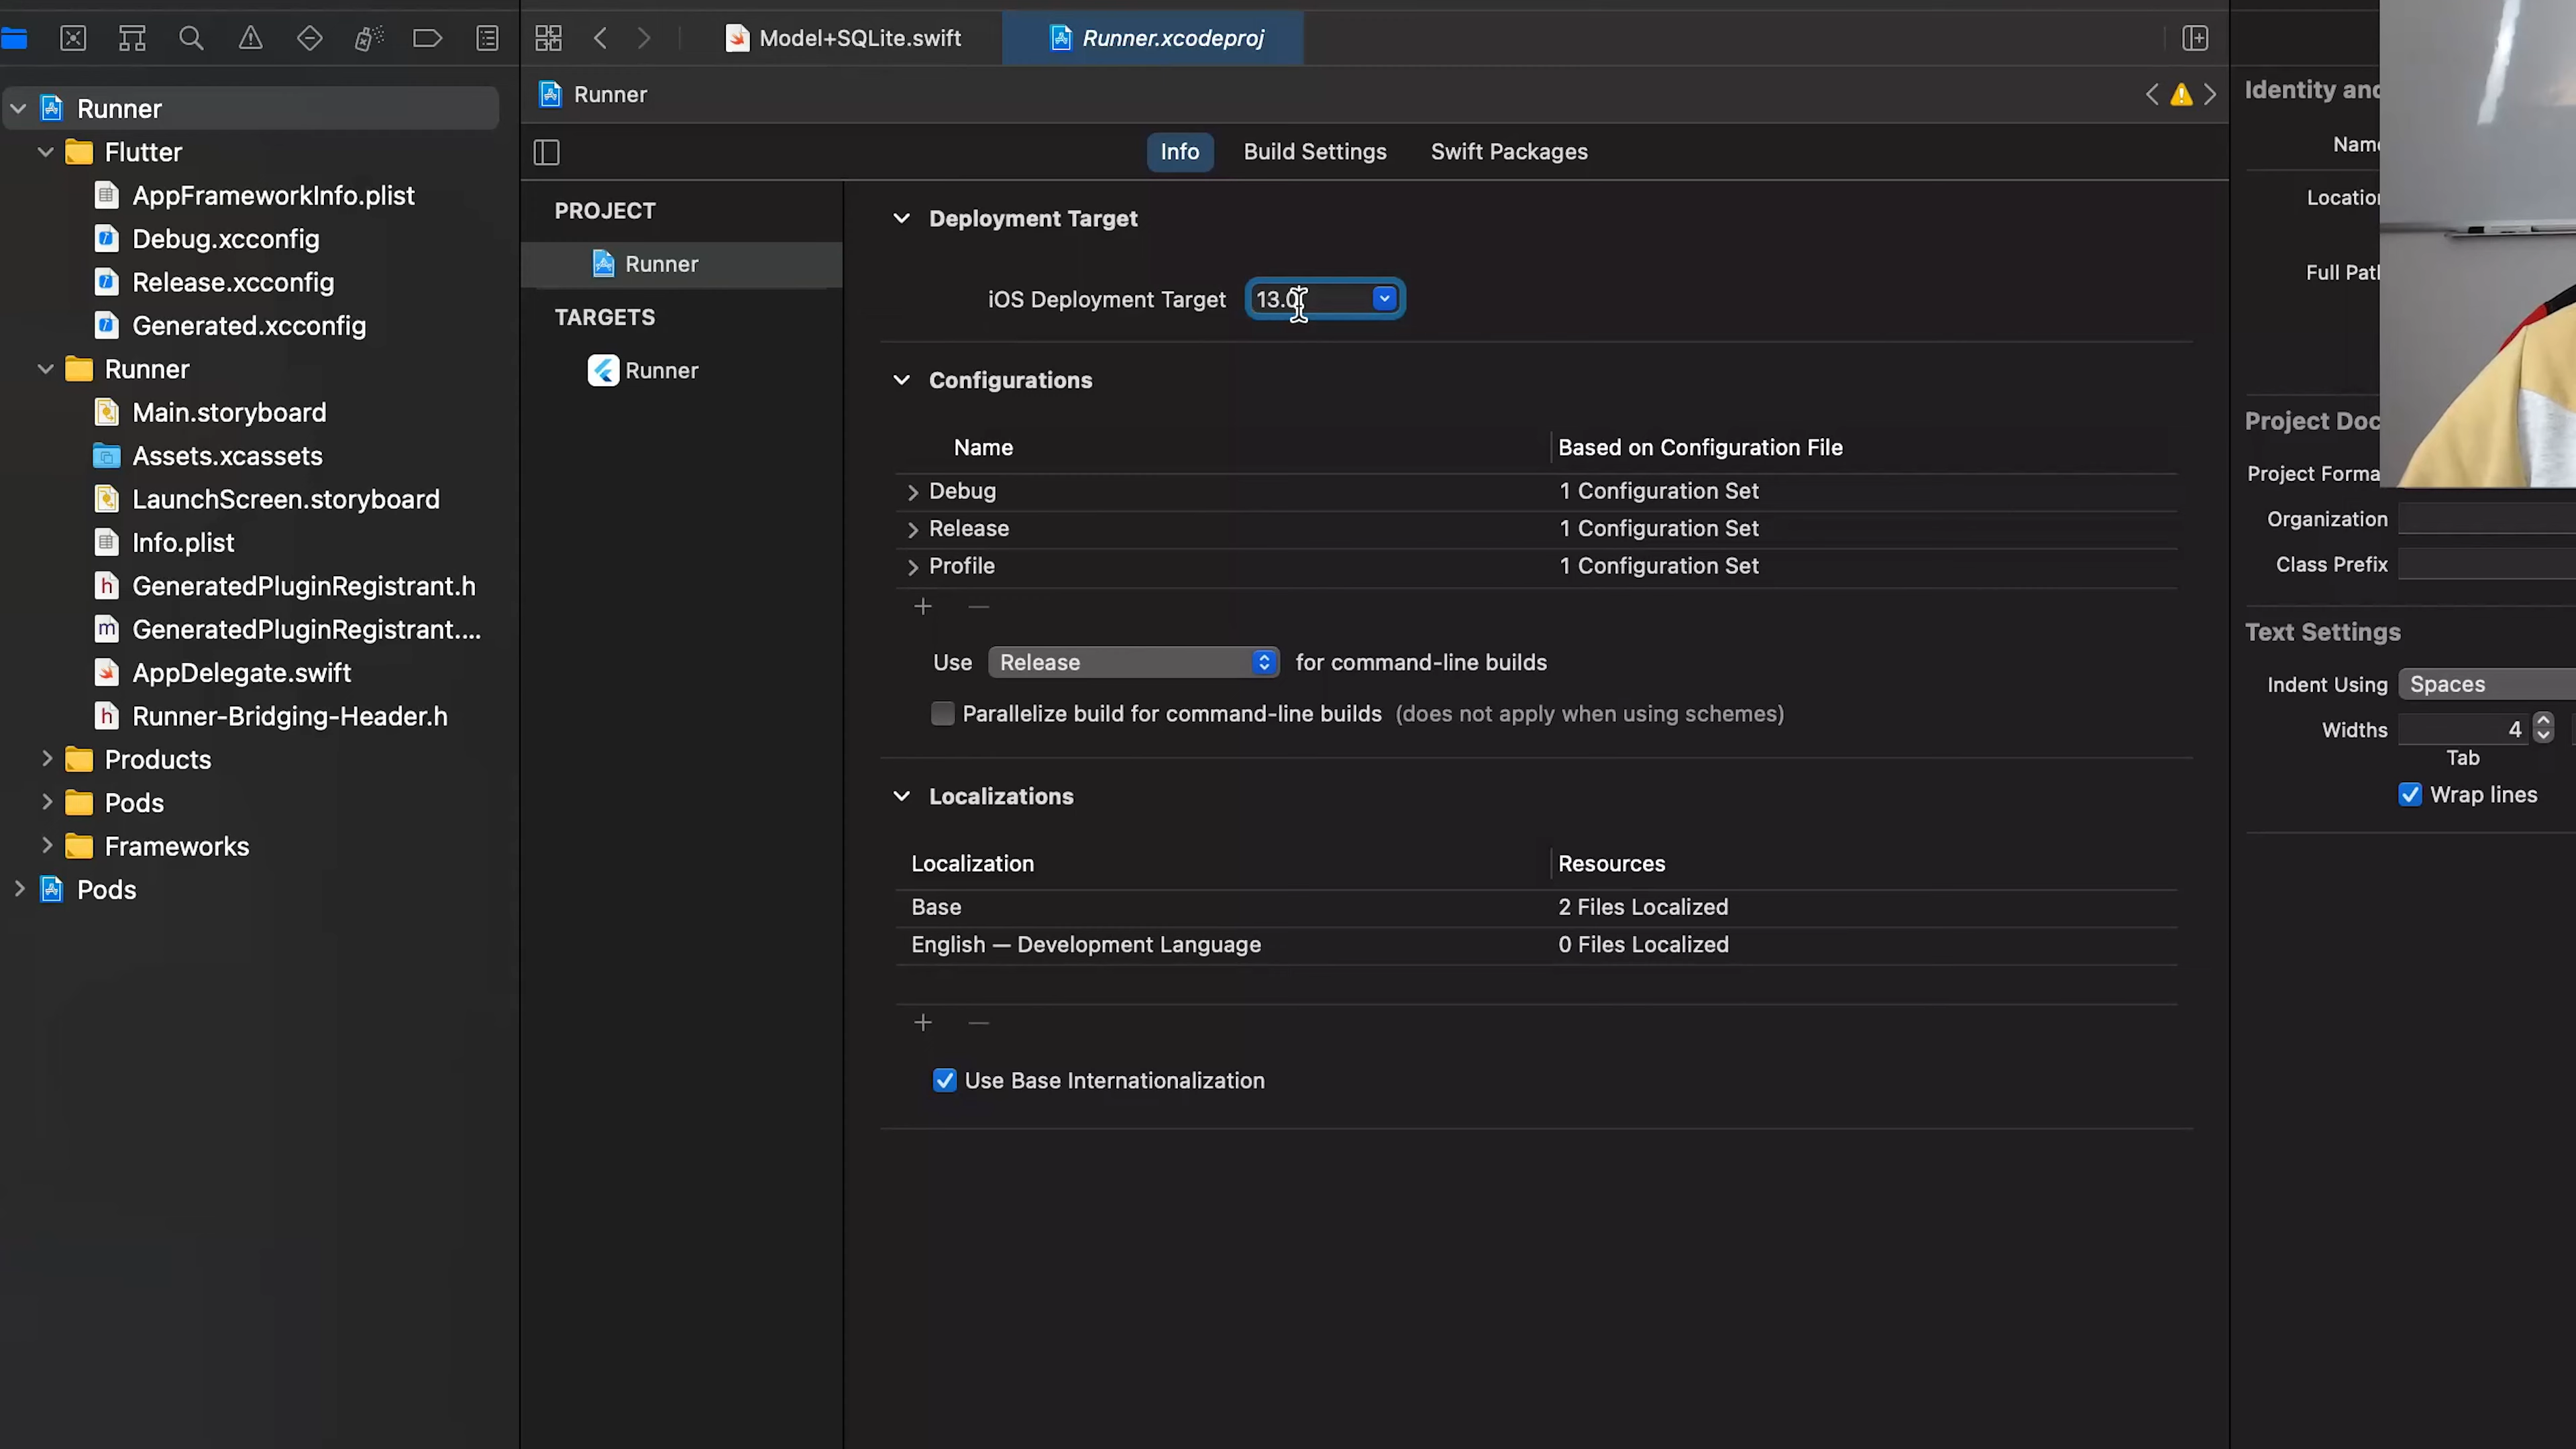 Model+SQLite.swift
Runner.xcodeproj
Runner
Runner
Flutter
AppFrameworkInfo.plist
Debug.xcconfig
Release.xcconfig
Generated.xcconfig
Runner
Main.storyboard
Assets.xcassets
LaunchScreen.storyboard
Info.plist
GeneratedPluginRegistrant.h
GeneratedPluginRegistrant....
AppDelegate.swift
Runner-Bridging-Header.h
Products
Pods
Frameworks
Pods
Info Build Settings Swift Packages
PROJECT
Runner
TARGETS
Runner
Deployment Target
iOS Deployment Target 13.0
Configurations
Name Based on Configuration File
Debug 1 Configuration Set
Release 1 Configuration Set
Profile 1 Configuration Set
Use Release for command-line builds
Parallelize build for command-line builds (does not apply when using schemes)
Localizations
Localization Resources
Base 2 Files Localized
English — Development Language 0 Files Localized
Use Base Internationalization
Identity
Project
Project
Organization
Class Prefix
Text Settings
Indent Using Spaces
Widths 4
Tab
Wrap lines